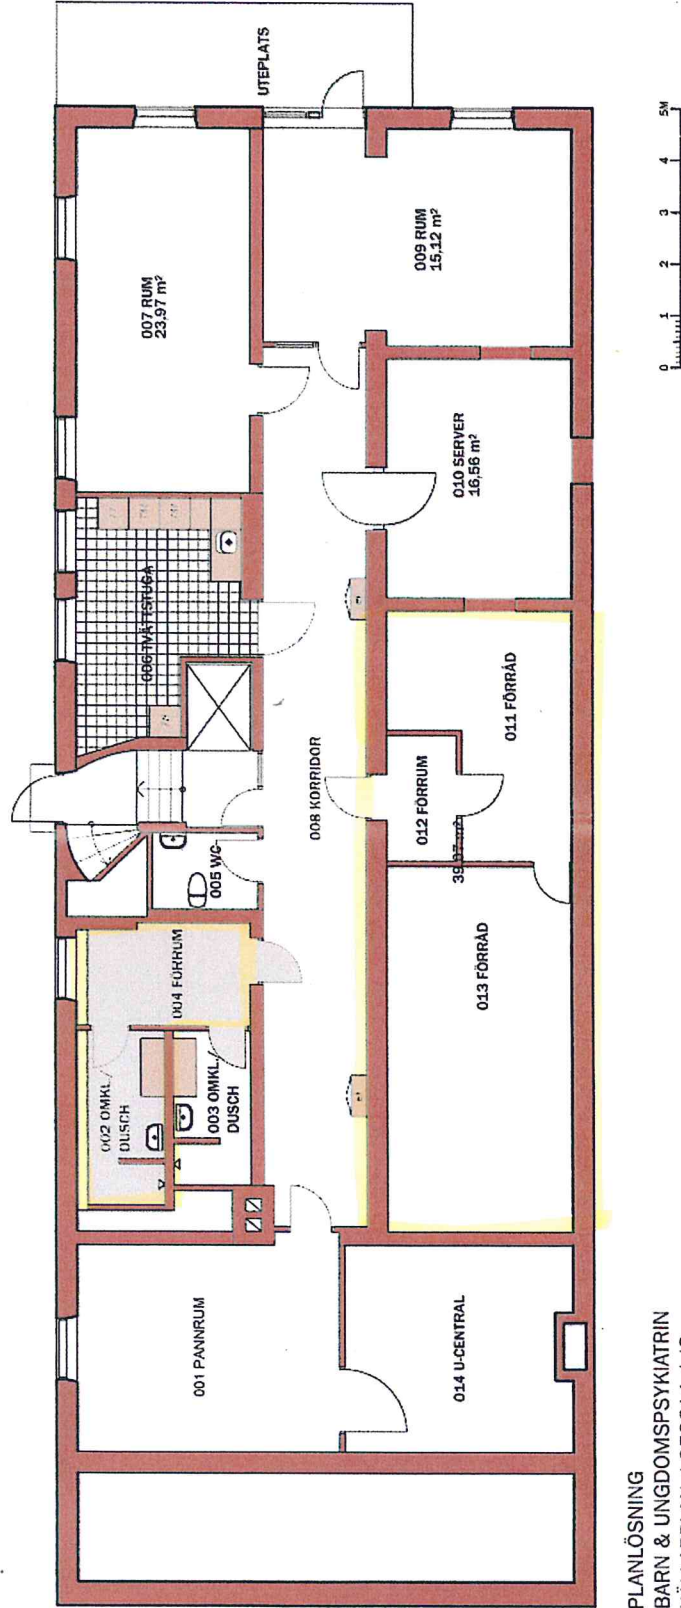 UTEPLATS
007 RUM
23,97 m²
009 RUM
15,12 m²
006 TVÄTTSTUGA
010 SERVER
16,56 m²
008 KORRIDOR
011 FÖRRÅD
012 FÖRRUM
005 WC
004 FÖRRUM
013 FÖRRÅD
002 OMKL./
DUSCH
003 OMKL./
DUSCH
001 PANNRUM
014 U-CENTRAL
0 1 2 3 4 5M
PLANLÖSNING
BARN & UNGDOMSPSYKIATRIN